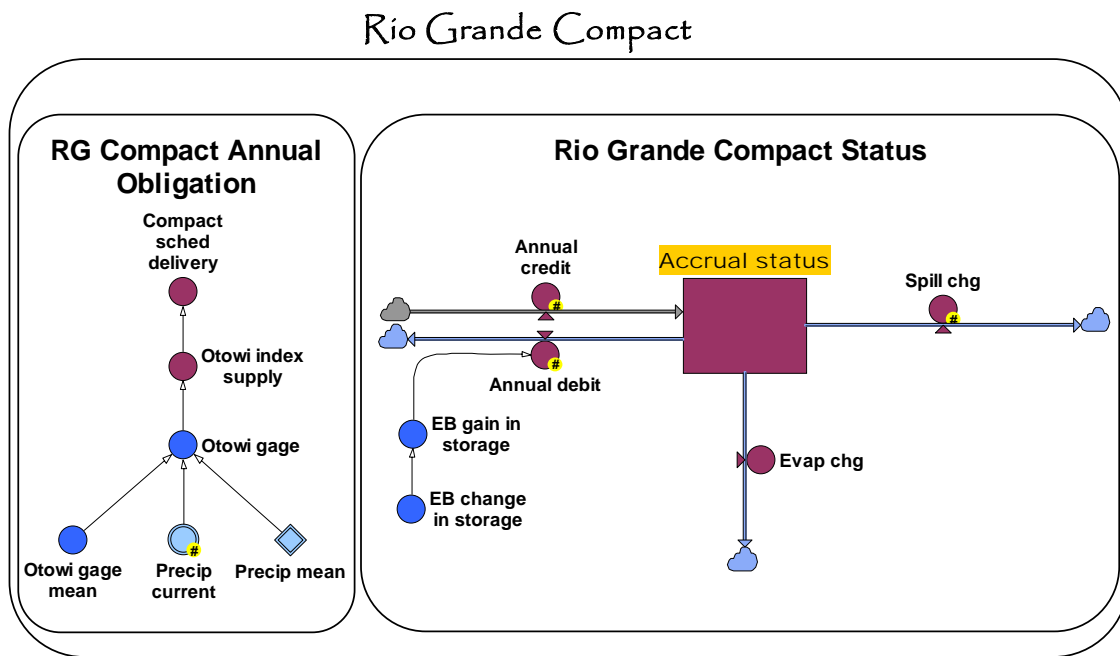 Rio Grande Compact
RG Compact Annual
Obligation
Compact
sched
delivery
Otowi index
supply
Otowi gage
Otowi gage
mean
#
Precip
current
Precip mean
Rio Grande Compact Status
Annual
credit
#
Accrual status
Spill chg
#
#
Annual debit
EB gain in
storage
EB change
in storage
Evap chg